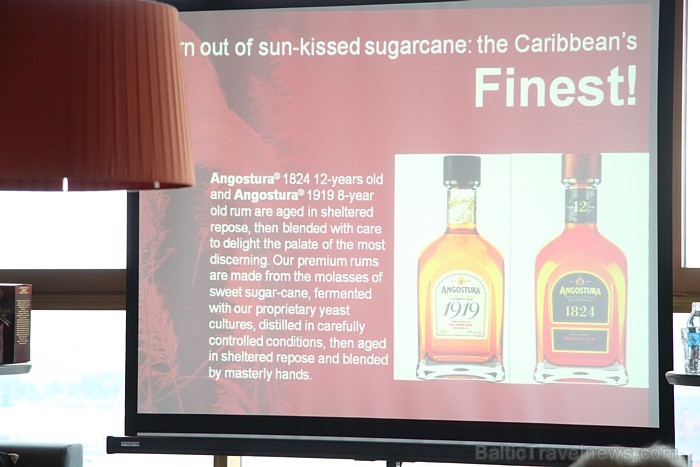 out of sun-kissed sugarcane: the Caribbean's
Finest!
Angostura® 1824 12-years old
and Angostura® 1919 8-year
old rum are aged in sheltered
repose, then blended with care
to delight the palate of the most
discerning. Our premium rums
are made from the molasses of
sweet sugar-cane, fermented
with our proprietary yeast
cultures, distilled in carefully
controlled conditions, then aged
in sheltered repose and blended
by masterly hands.
ANGOSTURA
1919
12
ANGOSTURA
1824
BalticTravelnews.com